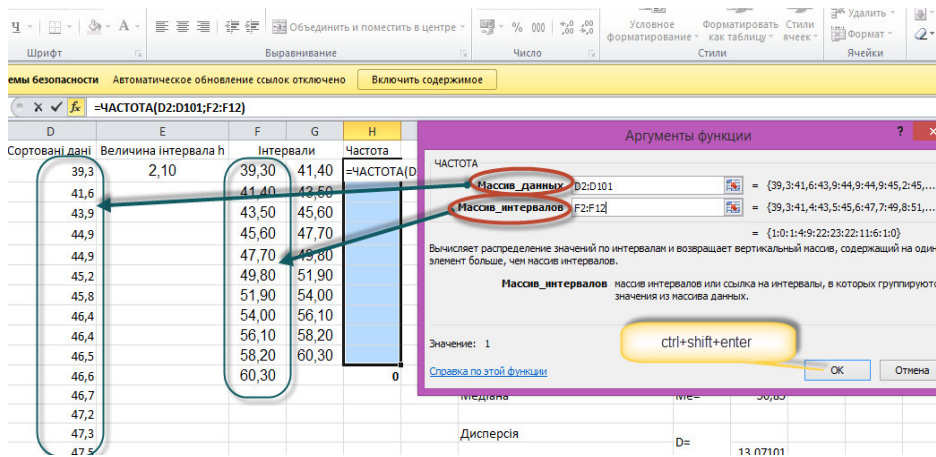 Удалить
Ч А
Объединить и поместить в центре
% 000
Условное форматирование
Форматировать как таблицу
Стили ячеек
Формат
Шрифт
Выравнивание
Число
Стили
Ячейки
емы безопасности Автоматическое обновление ссылок отключено Включить содержимое
fx =ЧАСТОТА(D2:D101;F2:F12)
D E F G H
Сортовані дані Величина інтервала h Інтервали Частота
39,3 2,10 39,30 41,40 =ЧАСТОТА(D
41,6 41,40 43,50
43,9 43,50 45,60
44,9 45,60 47,70
44,9 47,70 49,80
45,2 49,80 51,90
45,8 51,90 54,00
46,4 54,00 56,10
46,4 56,10 58,20
46,5 58,20 60,30
46,6 60,30 0
46,7
47,2
47,3
47,5
Аргументы функции ?
ЧАСТОТА
Массив_данных D2:D101 = {39,3:41,6:43,9:44,9:44,9:45,2:45,...
Массив_интервалов F2:F12 = {39,3:41,4:43,5:45,6:47,7:49,8:51,...
= {1:0:1:4:9:22:23:22:11:6:1:0}
Вычисляет распределение значений по интервалам и возвращает вертикальный массив, содержащий на один
элемент больше, чем массив интервалов.
Массив_интервалов массив интервалов или ссылка на интервалы, в которых группируютс
значения из массива данных.
ctrl+shift+enter
Значение: 1
Справка по этой функции
ОК Отмена
Медіана Me= 50,85
Дисперсія D=
13,07101